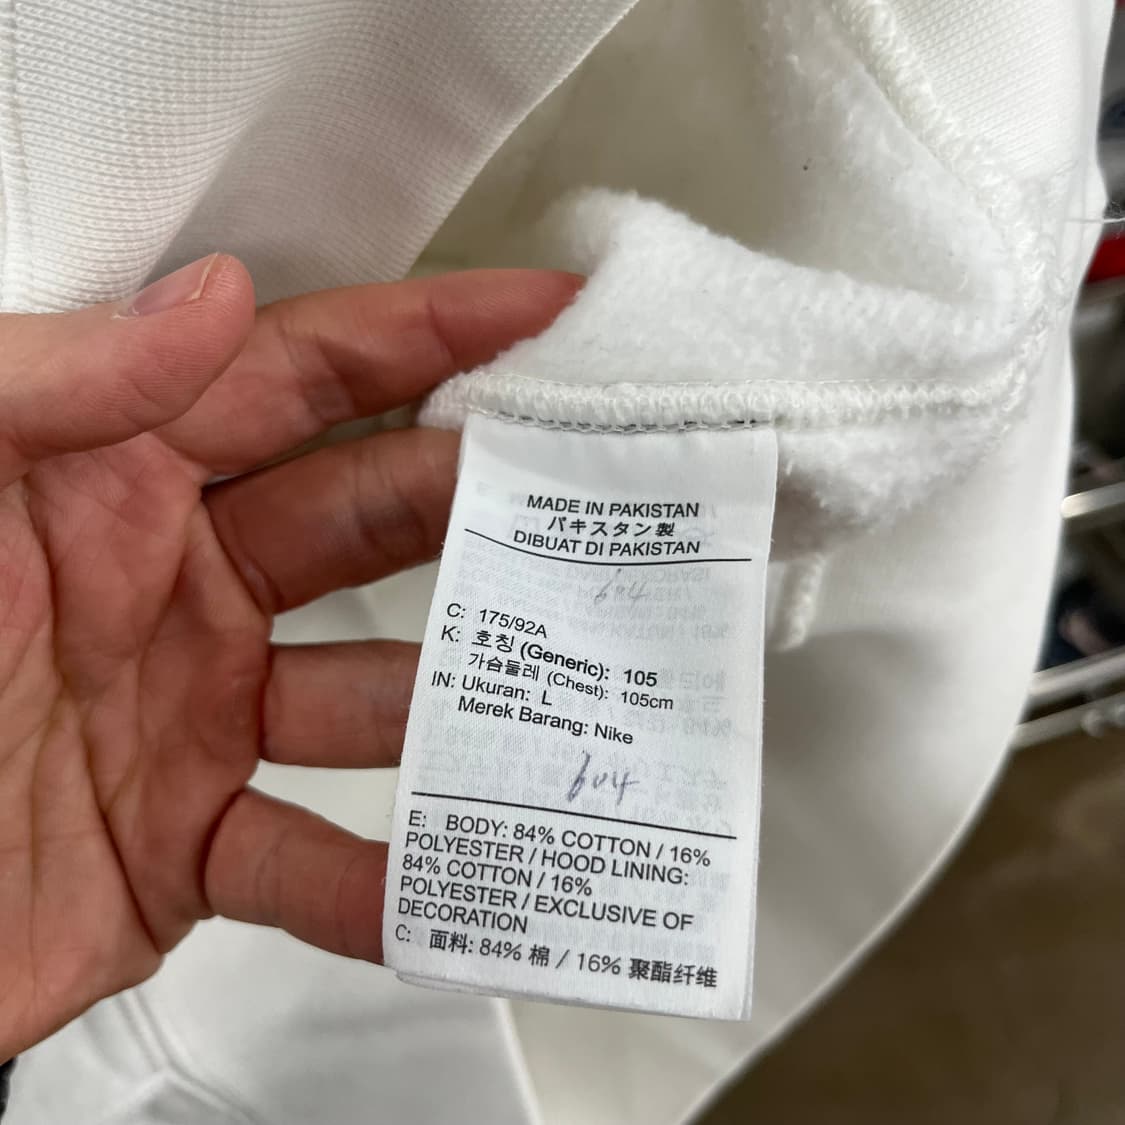 MADE IN PAKISTAN
パキスタン製
DIBUAT DI PAKISTAN
C: 175/92A
K: 호칭 (Generic): 105
가슴둘레 (Chest): 105cm
IN: Ukuran: L
Merek Barang: Nike
604
E: BODY: 84% COTTON / 16%
POLYESTER / HOOD LINING:
84% COTTON / 16%
POLYESTER / EXCLUSIVE OF
DECORATION
C: 面料: 84% 棉 / 16% 聚酯纤维